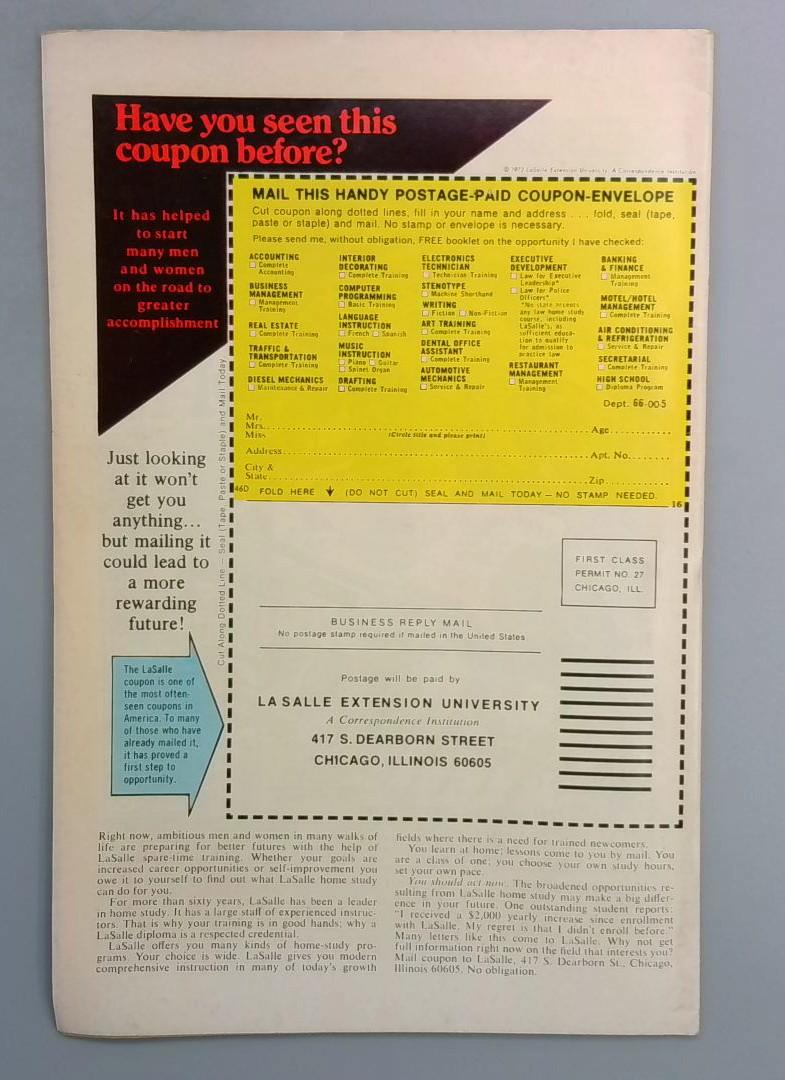 Have you seen this
coupon before?
It has helped
to start
many men
and women
on the road to
greater
accomplishment
© 1973 LaSalle Extension University, A Correspondence Institution
MAIL THIS HANDY POSTAGE-PAID COUPON-ENVELOPE
Cut coupon along dotted lines, fill in your name and address . . . fold, seal (tape,
paste or staple) and mail. No stamp or envelope is necessary.
Please send me, without obligation, FREE booklet on the opportunity I have checked:
ACCOUNTING
Complete
Accounting
BUSINESS
MANAGEMENT
Management
Training
REAL ESTATE
Complete Training
TRAFFIC &
TRANSPORTATION
Complete Training
DIESEL MECHANICS
Maintenance & Repair
INTERIOR
DECORATING
Complete Training
COMPUTER
PROGRAMMING
Basic Training
LANGUAGE
INSTRUCTION
French Spanish
MUSIC
INSTRUCTION
Piano Guitar
Spinet Organ
DRAFTING
Complete Training
ELECTRONICS
TECHNICIAN
Technician Training
STENOTYPE
Machine Shorthand
WRITING
Fiction Non-Fiction
ART TRAINING
Complete Training
DENTAL OFFICE
ASSISTANT
Complete Training
AUTOMOTIVE
MECHANICS
Service & Repair
EXECUTIVE
DEVELOPMENT
Law for Executive
Leadership*
Law for Police
Officers*
*No state accepts
any law home study
course, including
LaSalle's, as
sufficient educa-
tion to qualify
for admission to
practice law
RESTAURANT
MANAGEMENT
Management
Training
BANKING
& FINANCE
Management
Training
MOTEL/HOTEL
MANAGEMENT
Complete Training
AIR CONDITIONING
& REFRIGERATION
Service & Repair
SECRETARIAL
Complete Training
HIGH SCHOOL
Diploma Program
Dept. 66-005
Mr.
Mrs.
Miss (Circle title and please print) Age
Address Apt. No.
City &
State Zip
46D FOLD HERE ↓ (DO NOT CUT) SEAL AND MAIL TODAY — NO STAMP NEEDED.
16
Cut Along Dotted Line — Seal (Tape, Paste or Staple) and Mail Today
Just looking
at it won't
get you
anything...
but mailing it
could lead to
a more
rewarding
future!
FIRST CLASS
PERMIT NO. 27
CHICAGO, ILL.
BUSINESS REPLY MAIL
No postage stamp required if mailed in the United States
Postage will be paid by
LA SALLE EXTENSION UNIVERSITY
A Correspondence Institution
417 S. DEARBORN STREET
CHICAGO, ILLINOIS 60605
The LaSalle
coupon is one of
the most often-
seen coupons in
America. To many
of those who have
already mailed it,
it has proved a
first step to
opportunity.
Right now, ambitious men and women in many walks of
life are preparing for better futures with the help of
LaSalle spare-time training. Whether your goals are
increased career opportunities or self-improvement you
owe it to yourself to find out what LaSalle home study
can do for you.
For more than sixty years, LaSalle has been a leader
in home study. It has a large staff of experienced instruc-
tors. That is why your training is in good hands; why a
LaSalle diploma is a respected credential.
LaSalle offers you many kinds of home-study pro-
grams. Your choice is wide. LaSalle gives you modern
comprehensive instruction in many of today's growth
fields where there is a need for trained newcomers.
You learn at home; lessons come to you by mail. You
are a class of one; you choose your own study hours,
set your own pace.
You should act now. The broadened opportunities re-
sulting from LaSalle home study may make a big differ-
ence in your future. One outstanding student reports:
"I received a $2,000 yearly increase since enrollment
with LaSalle. My regret is that I didn't enroll before."
Many letters like this come to LaSalle. Why not get
full information right now on the field that interests you?
Mail coupon to LaSalle, 417 S. Dearborn St., Chicago,
Illinois 60605. No obligation.